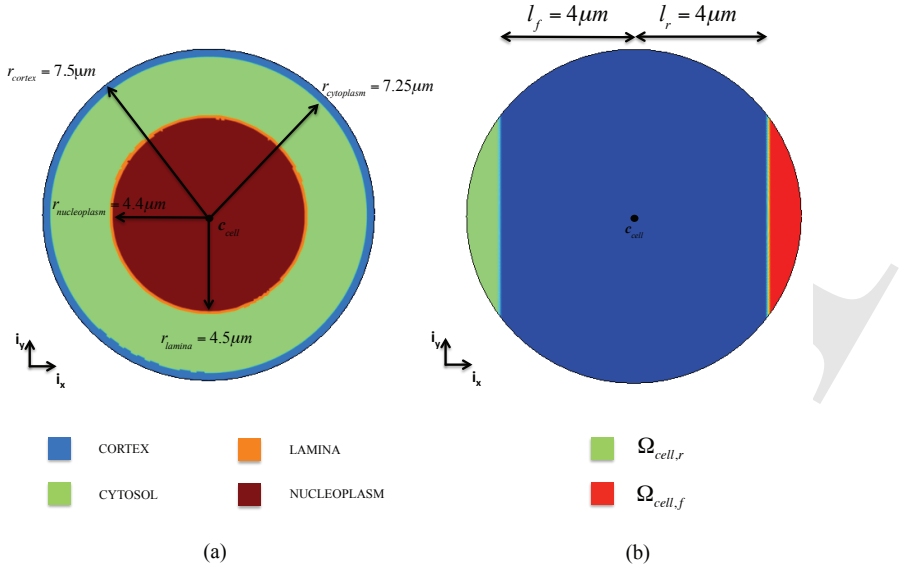 l_f = 4μm
l_r = 4μm
r_cortex = 7.5μm
r_cytoplasm = 7.25μm
r_nucleoplasm = 4.4μm
c_cell
r_lamina = 4.5μm
i_y
i_x
c_cell
i_y
i_x
CORTEX
LAMINA
CYTOSOL
NUCLEOPLASM
Ω_cell,r
Ω_cell,f
(a)
(b)